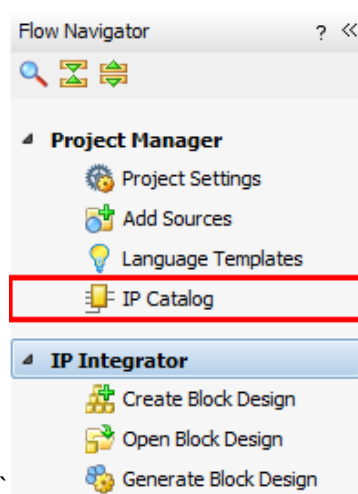 Flow Navigator ? «
Project Manager
Project Settings
Add Sources
Language Templates
IP Catalog
IP Integrator
Create Block Design
Open Block Design
` Generate Block Design